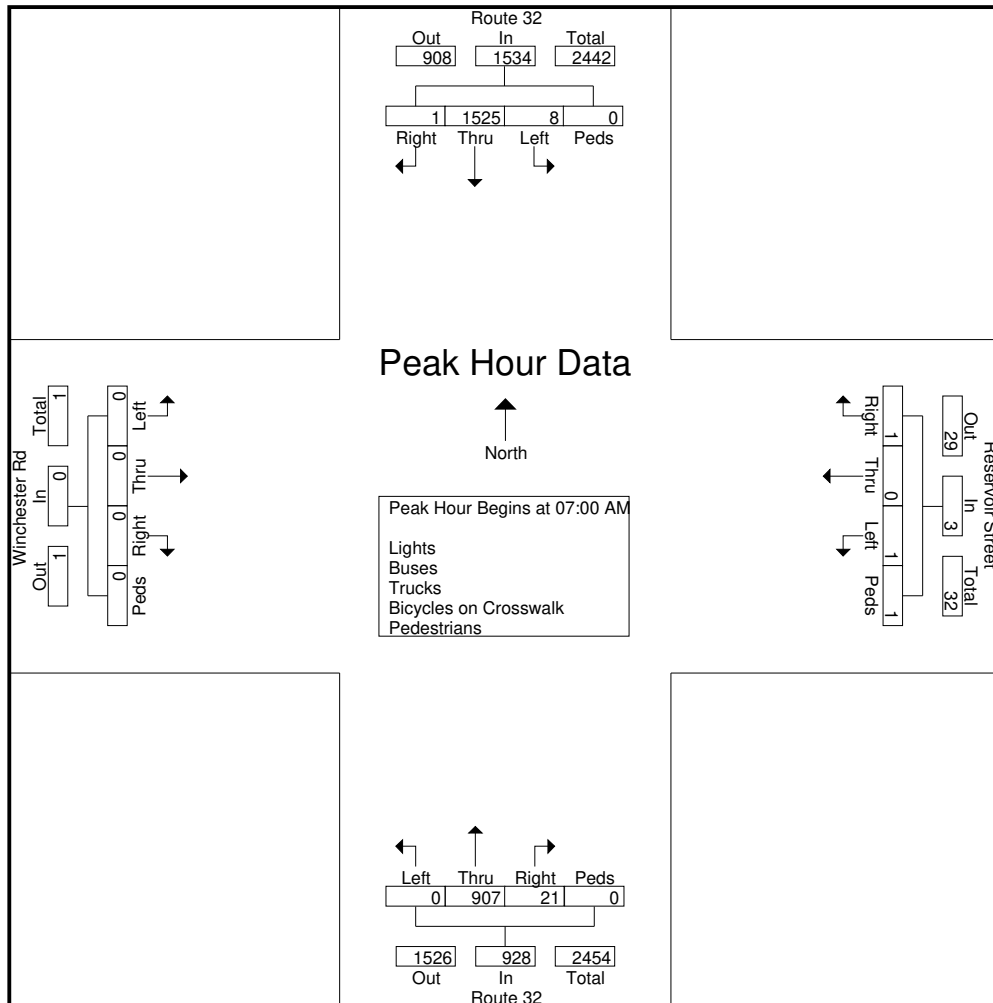 Route 32
Out In Total
908 1534 2442
1 1525 8 0
Right Thru Left Peds
Peak Hour Data
North
Peak Hour Begins at 07:00 AM
Lights
Buses
Trucks
Bicycles on Crosswalk
Pedestrians
Winchester Rd
Out In Total
1 0 1
0 0 0 0
Peds Right Thru Left
Reservoir Street
Out In Total
29 3 32
1 0 1 1
Right Thru Left Peds
Left Thru Right Peds
0 907 21 0
1526 928 2454
Out In Total
Route 32